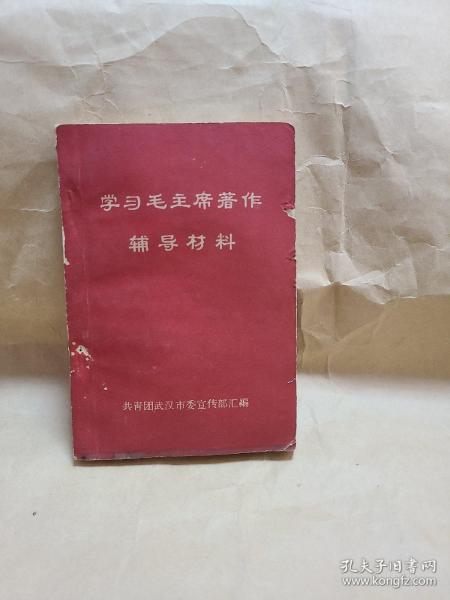 学习毛主席著作
辅导材料
共青团武汉市委宣传部汇编
孔夫子旧书网
www.kongfz.com